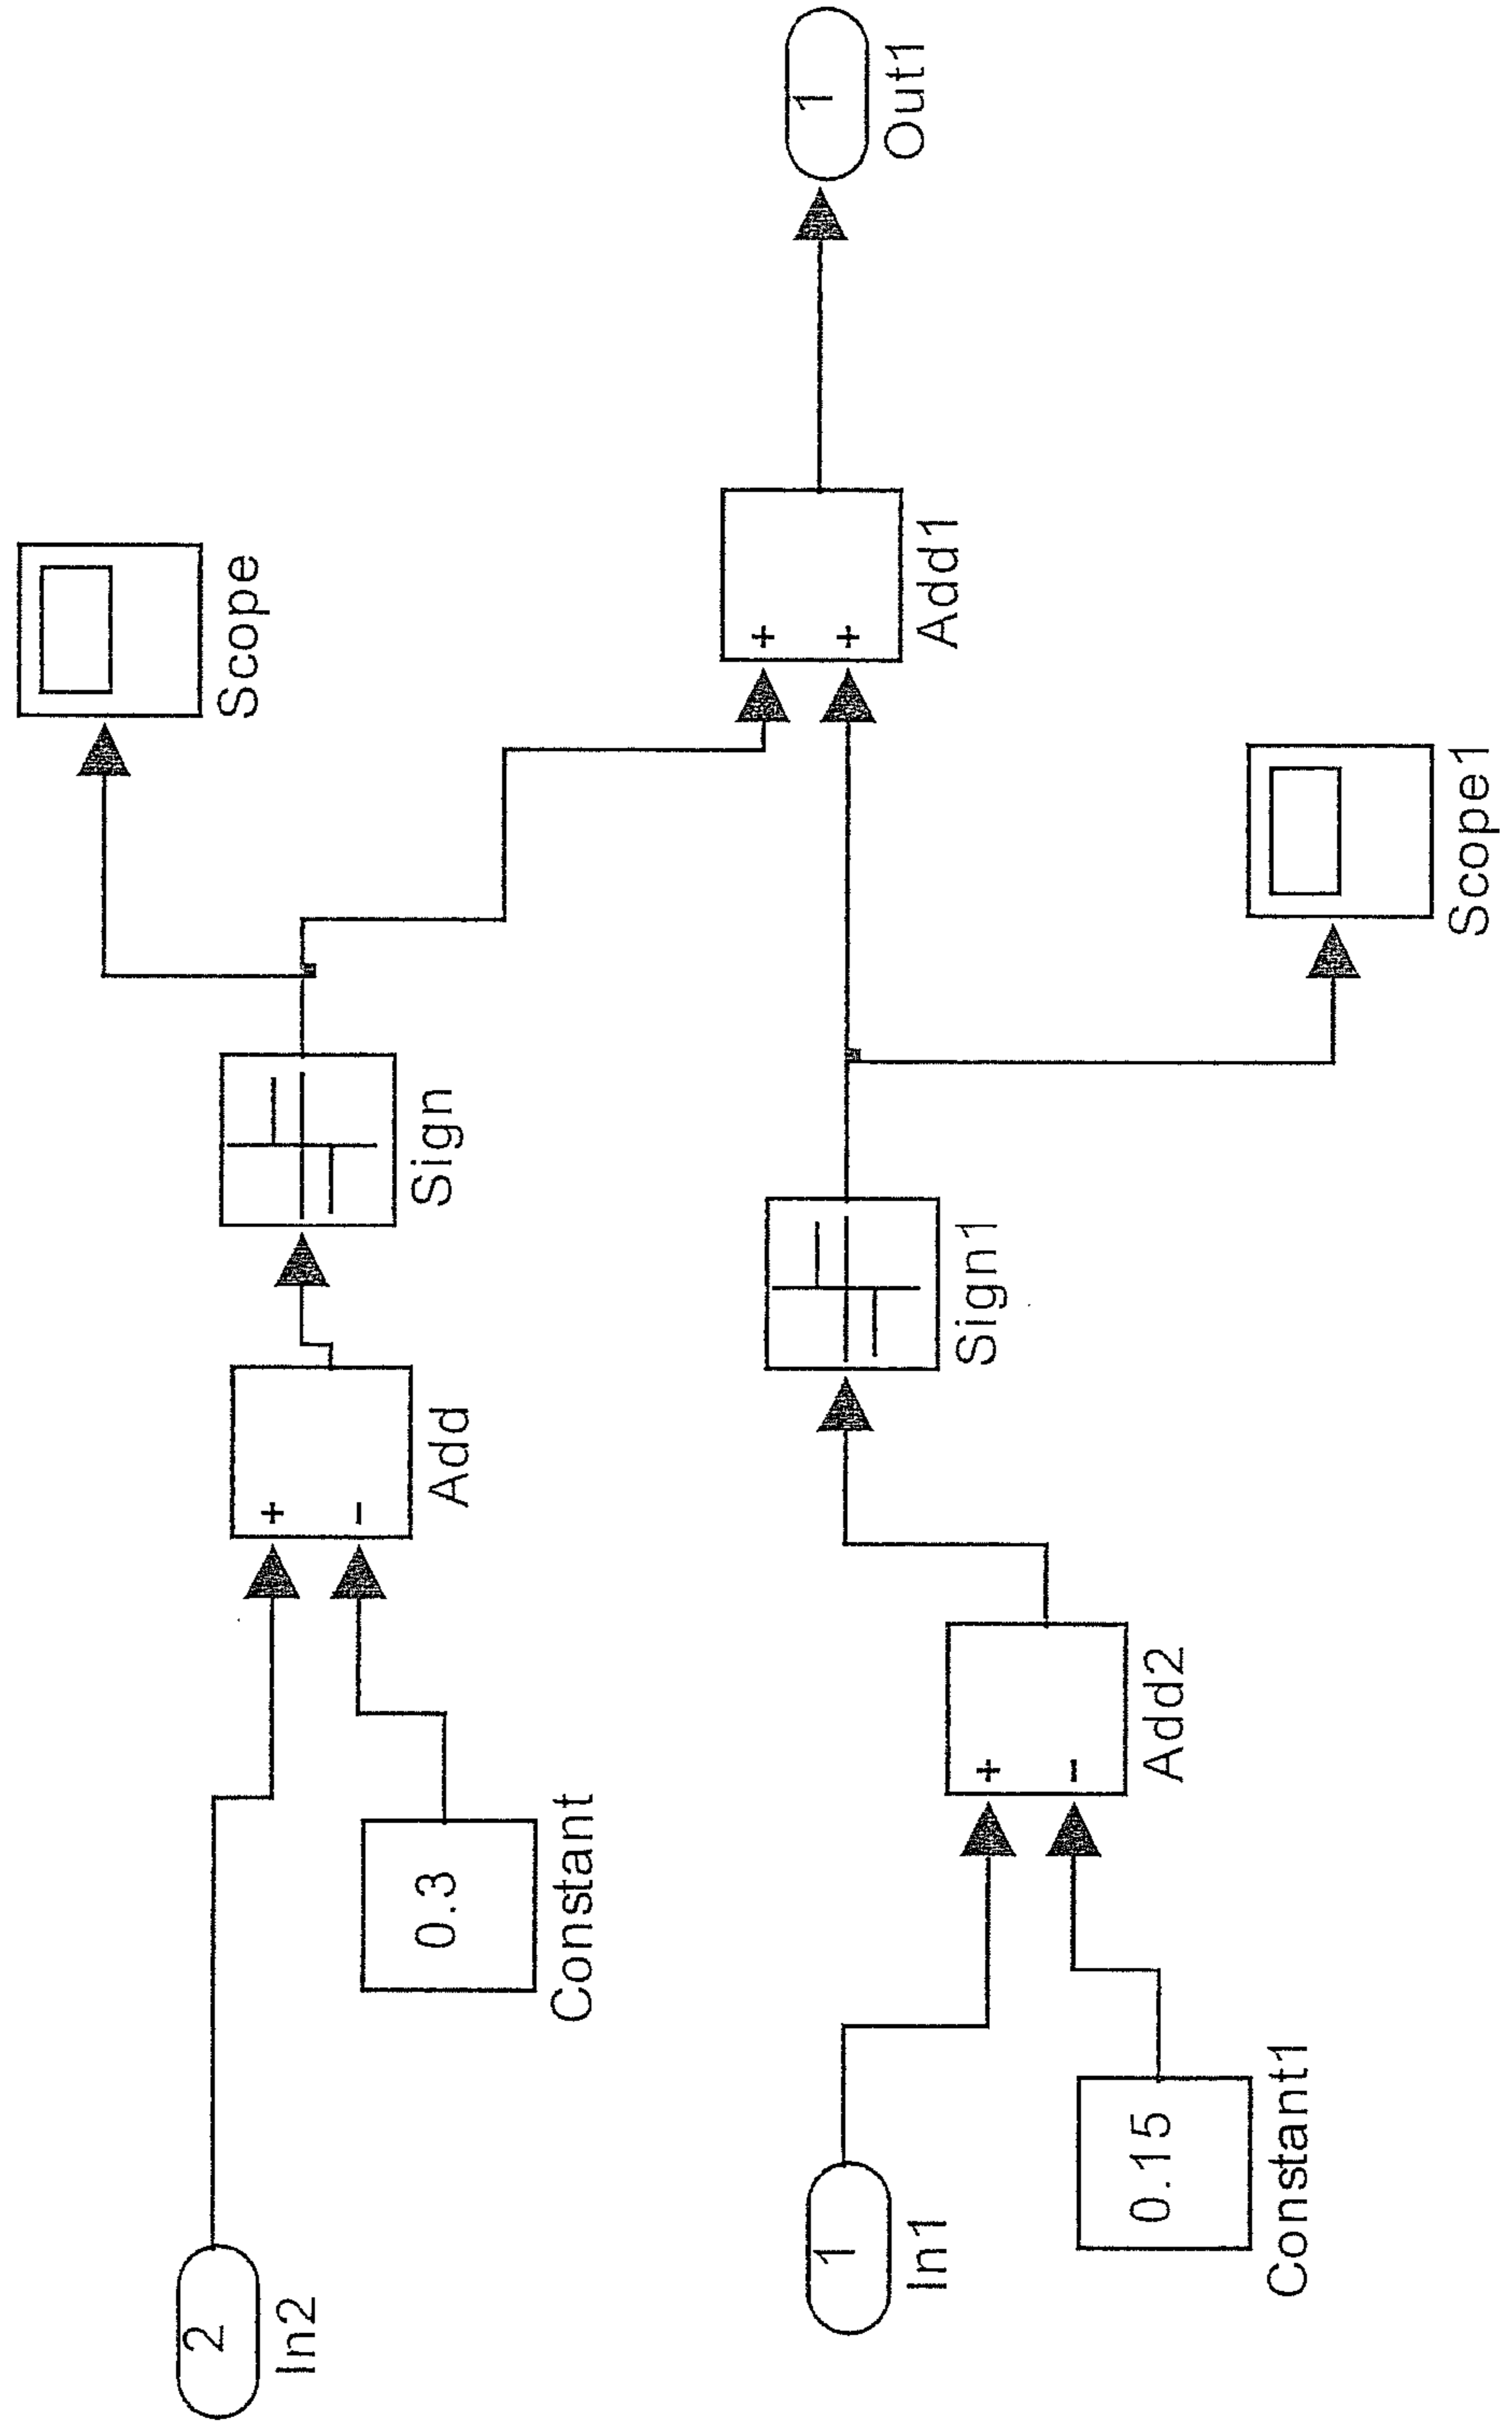 2
In2
0.3
Constant
+
−
Add
Sign
Scope
1
In1
0.15
Constant1
+
−
Add2
Sign1
Scope1
+
+
Add1
1
Out1